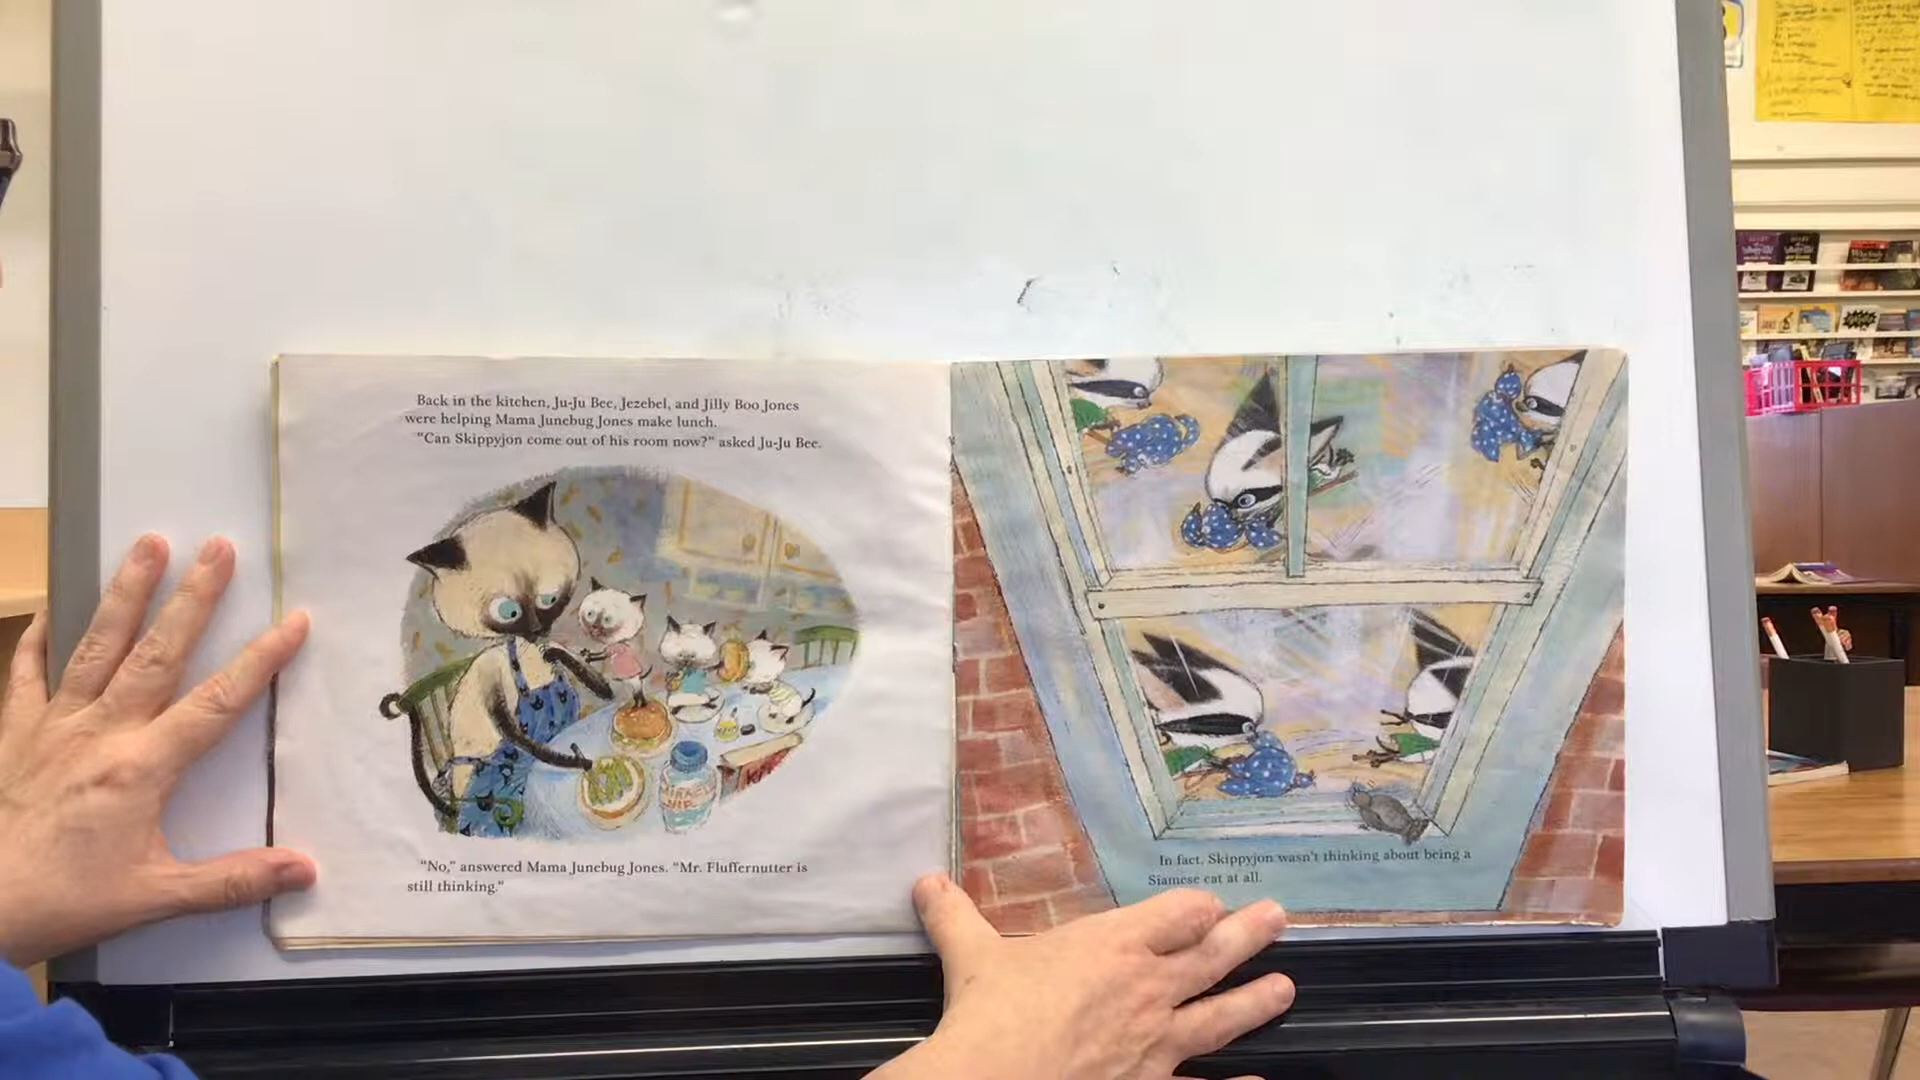 Back in the kitchen, Ju-Ju Bee, Jezebel, and Jilly Boo Jones
were helping Mama Junebug Jones make lunch.
"Can Skippyjon come out of his room now?" asked Ju-Ju Bee.
"No," answered Mama Junebug Jones. "Mr. Fluffernutter is
still thinking."
In fact, Skippyjon wasn't thinking about being a
Siamese cat at all.